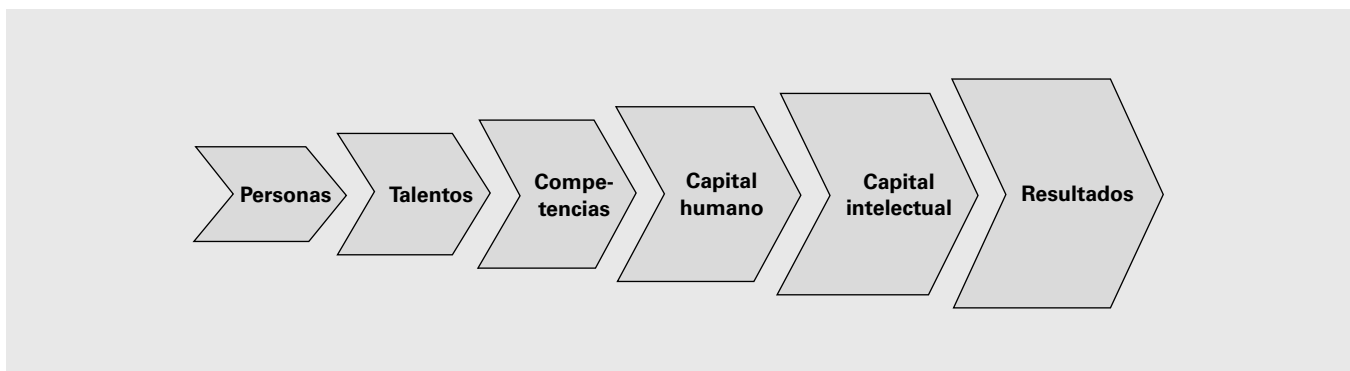 Personas
Talentos
Compe-
tencias
Capital
humano
Capital
intelectual
Resultados